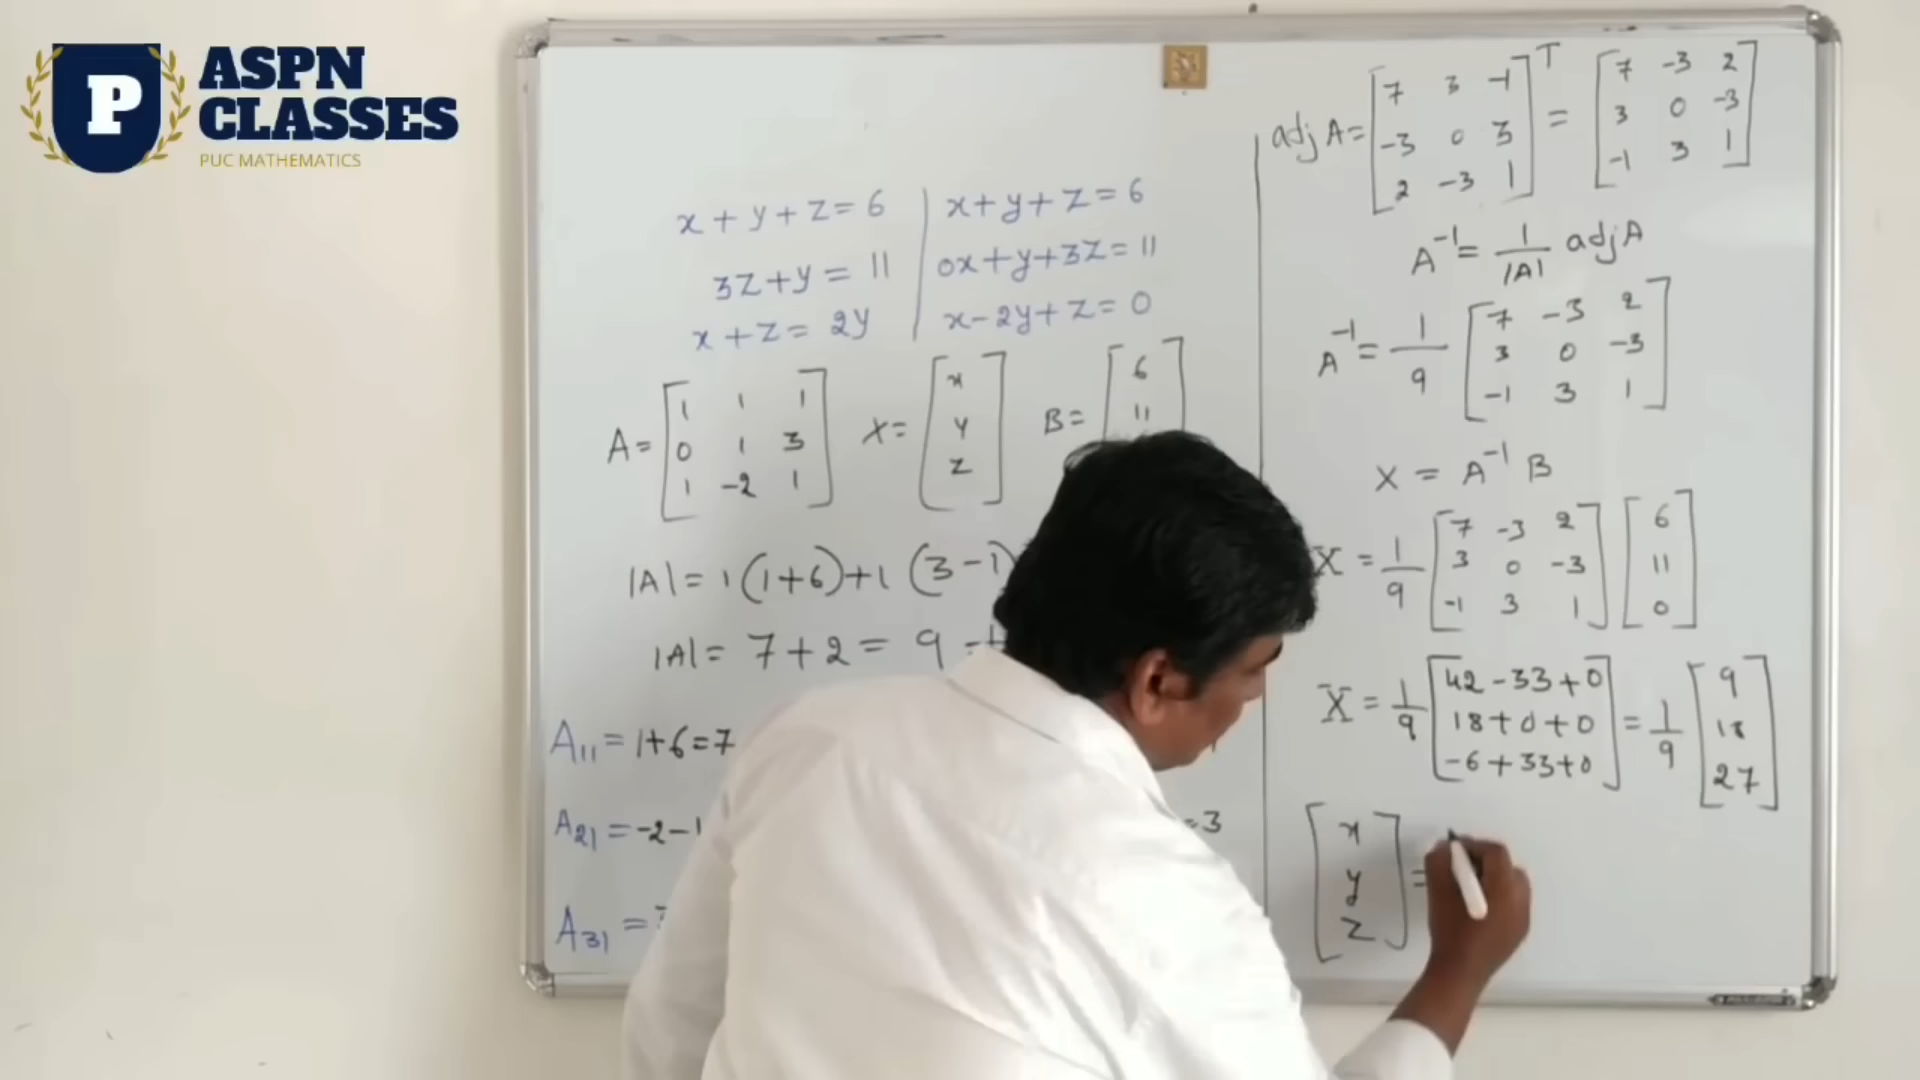 P
ASPN
CLASSES
PUC MATHEMATICS
x + y + z = 6
3z + y = 11
x + z = 2y
x + y + z = 6
0x + y + 3z = 11
x - 2y + z = 0
A = [1 1 1
0 1 3
1 -2 1]
X = [x
y
z]
B = [6
11
|A| = 1 (1+6) + 1 (3-1)
|A| = 7 + 2 = 9
A₁₁ = 1+6 = 7
A₂₁ = -2-1
= 3
A₃₁ =
adj A = [7 3 -1
-3 0 3
2 -3 1]ᵀ = [7 -3 2
3 0 -3
-1 3 1]
A⁻¹ = 1/|A| adj A
A⁻¹ = 1/9 [7 -3 2
3 0 -3
-1 3 1]
X = A⁻¹ B
X = 1/9 [7 -3 2
3 0 -3
-1 3 1] [6
11
0]
X = 1/9 [42 - 33 + 0
18 + 0 + 0
-6 + 33 + 0] = 1/9 [9
18
27]
[x
y
z] =